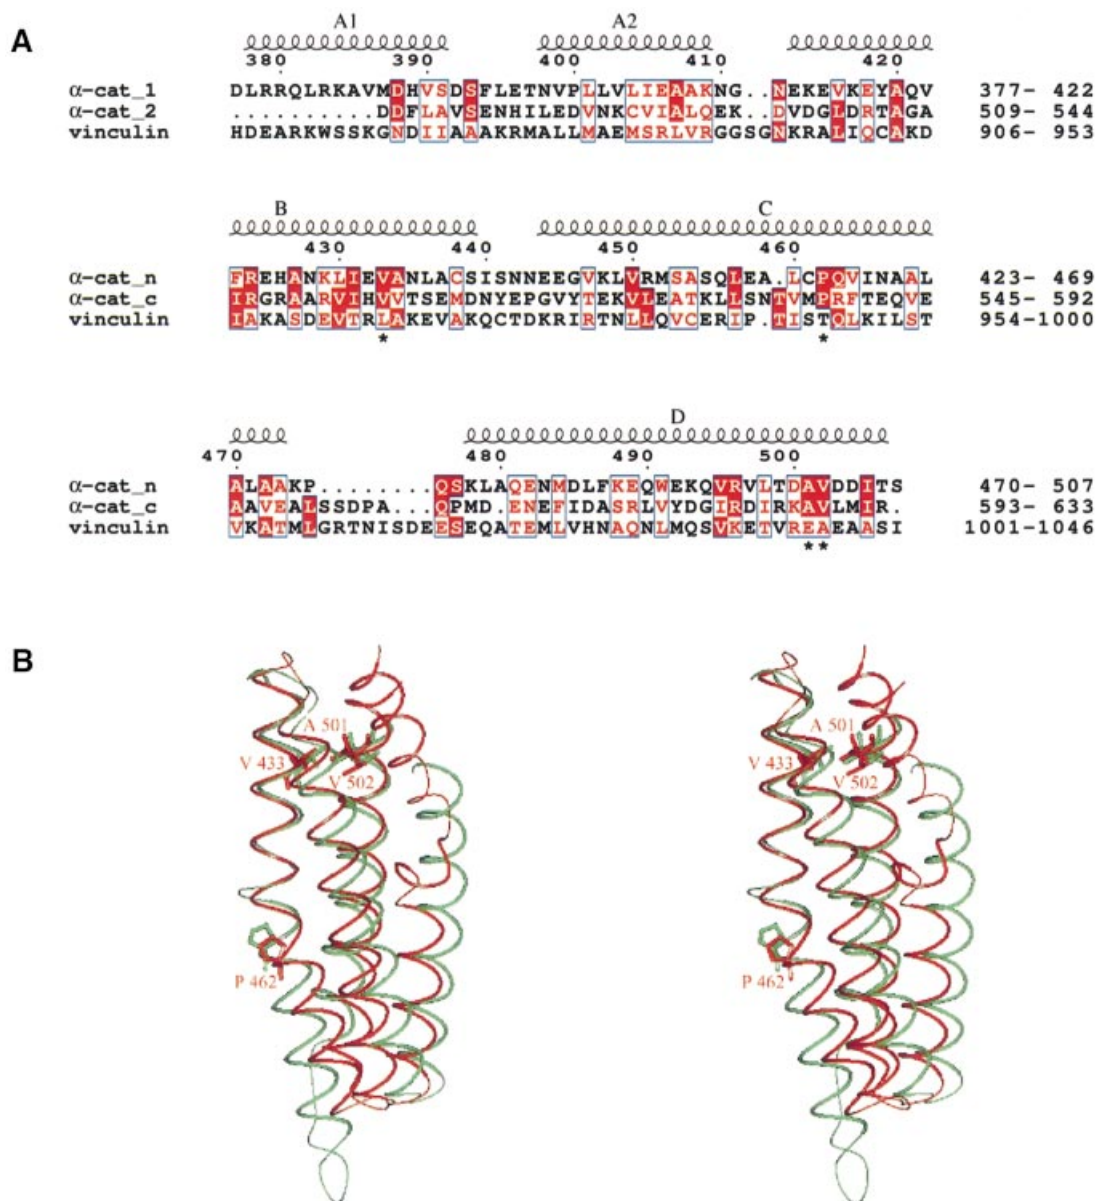 A
A1 A2
380 390 400 410 420
α-cat_1 DLRRQLRKAVMDHVSDSFLETNVPLLVLIEAAKNG..NEKEVKEYAQV 377- 422
α-cat_2 ...........DDFLAVSENHILEDVNKCVIALQEK..DVDGLDRTAGA 509- 544
vinculin HDEARKWSSKGNDIIAAAKRMALLMAEMSRLVRGGSGNKRALIQCAKD 906- 953
B C
430 440 450 460
α-cat_n FREHANKLIEVANLACSISNNEEGVKLVRMSASQLEA.LCPQVINAAL 423- 469
α-cat_c IRGRAARVIHVVTSEMDNYEPGVYTEKVLEATKLLSNTVMPRFTEQVE 545- 592
vinculin IAKASDEVTRLAKEVAKQCTDKRIRTNLLQVCERIP.TISTQLKILST 954-1000
* *
D
470 480 490 500
α-cat_n ALAAKP........QSKLAQENMDLFKEQWEKQVRVLTDAVDDITS 470- 507
α-cat_c AAVEALSSDPA...QPMD.ENEFIDASRLVYDGIRDIRKAVLMIR. 593- 633
vinculin VKATMLGRTNISDEESEQATEMLVHNAQNLMQSVKETVREAEAASI 1001-1046
**
B
A 501 A 501
V 433 V 433
V 502 V 502
P 462 P 462